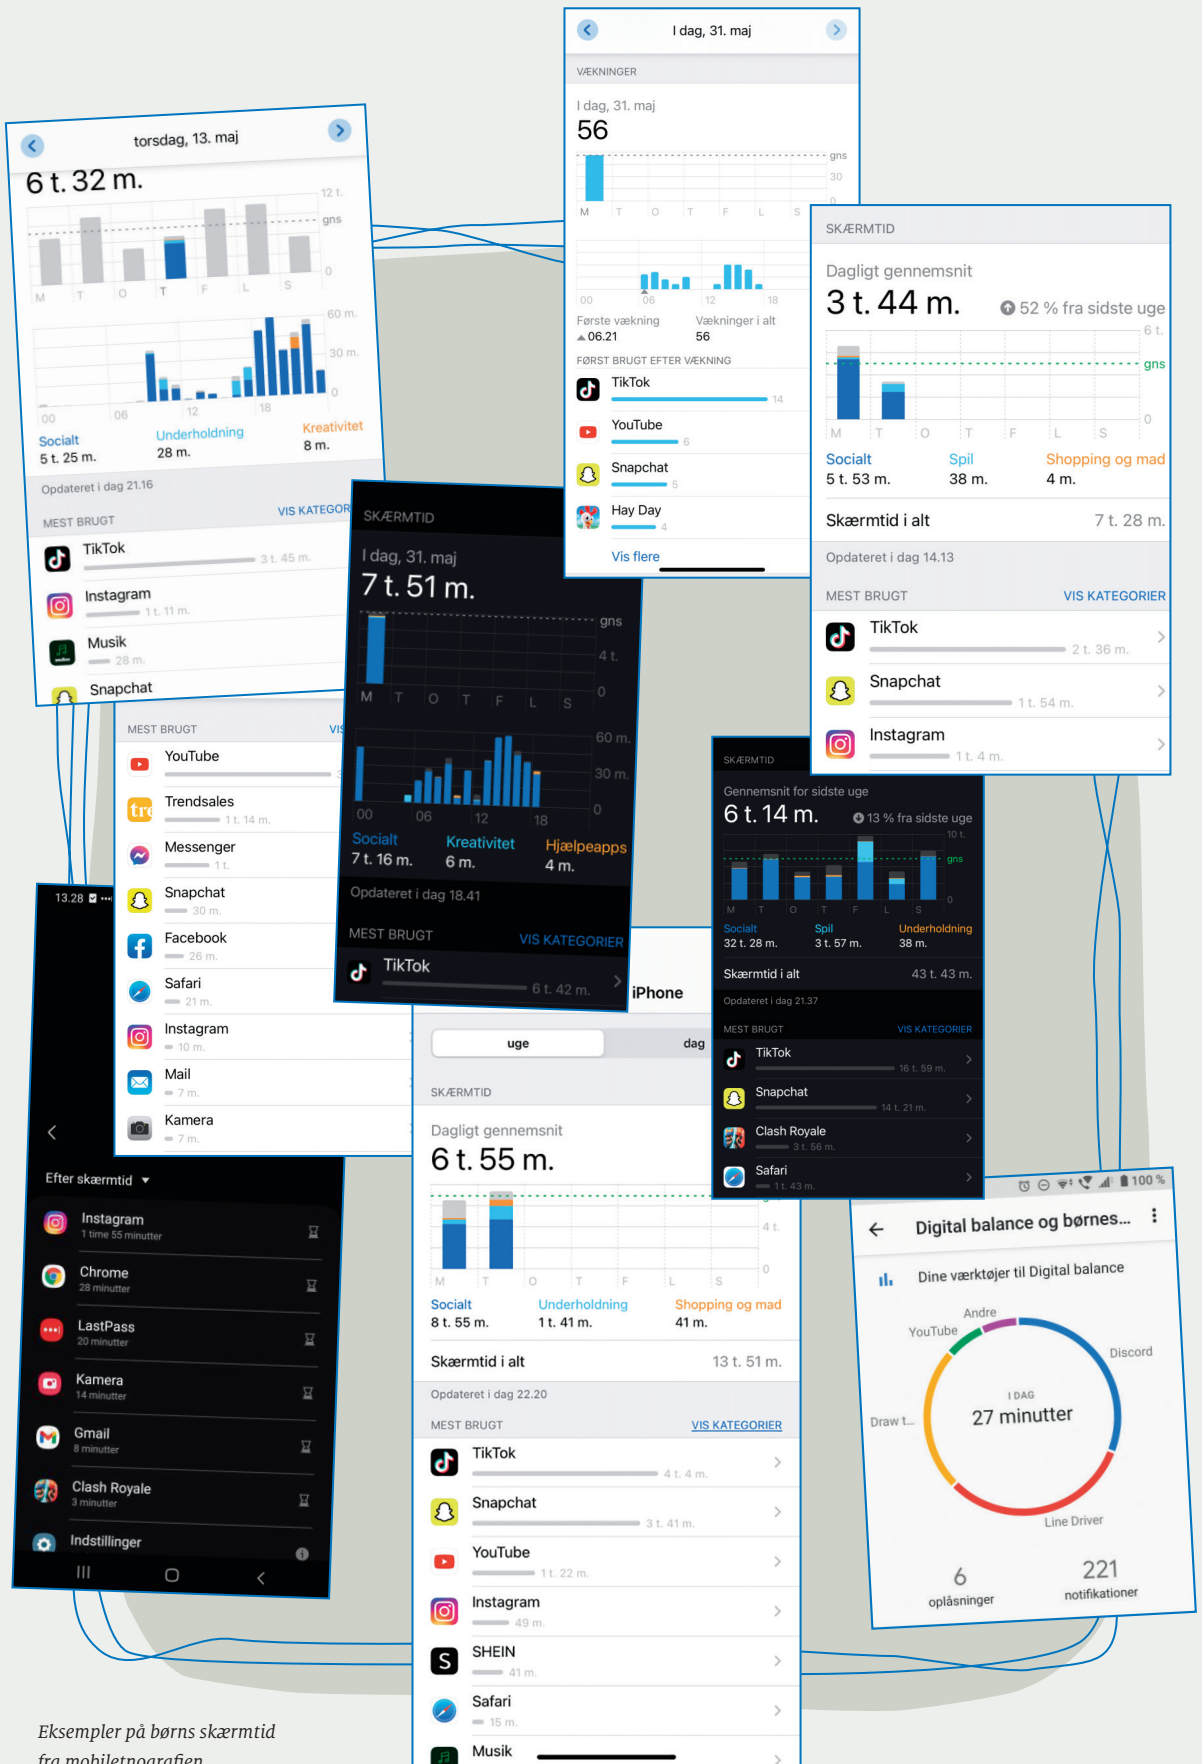 I dag, 31. maj
VÆKNINGER
I dag, 31. maj
56
gns
30
0
M T O T F L S
00 06 12 18
Første vækning
06.21
Vækninger i alt
56
FØRST BRUGT EFTER VÆKNING
TikTok
14
YouTube
6
Snapchat
5
Hay Day
4
Vis flere
torsdag, 13. maj
6 t. 32 m.
12 t.
gns
0
M T O T F L S
60 m.
30 m.
0
00 06 12 18
Socialt
5 t. 25 m.
Underholdning
28 m.
Kreativitet
8 m.
Opdateret i dag 21.16
MEST BRUGT
VIS KATEGOR
TikTok
3 t. 45 m.
Instagram
1 t. 11 m.
Musik
28 m.
Snapchat
SKÆRMTID
Dagligt gennemsnit
3 t. 44 m.
52 % fra sidste uge
6 t.
gns
0
M T O T F L S
Socialt
5 t. 53 m.
Spil
38 m.
Shopping og mad
4 m.
Skærmtid i alt
7 t. 28 m.
Opdateret i dag 14.13
MEST BRUGT
VIS KATEGORIER
TikTok
2 t. 36 m.
Snapchat
1 t. 54 m.
Instagram
1 t. 4 m.
SKÆRMTID
I dag, 31. maj
7 t. 51 m.
gns
4 t.
0
M T O T F L S
60 m.
30 m.
0
00 06 12 18
Socialt
7 t. 16 m.
Kreativitet
6 m.
Hjælpeapps
4 m.
Opdateret i dag 18.41
MEST BRUGT
VIS KATEGORIER
TikTok
6 t. 42 m.
MEST BRUGT
VIS
YouTube
3
Trendsales
1 t. 14 m.
Messenger
1 t.
Snapchat
30 m.
Facebook
26 m.
Safari
21 m.
Instagram
10 m.
Mail
7 m.
Kamera
7 m.
SKÆRMTID
Gennemsnit for sidste uge
6 t. 14 m.
13 % fra sidste uge
10 t.
gns
0
M T O T F L S
Socialt
32 t. 28 m.
Spil
3 t. 57 m.
Underholdning
38 m.
Skærmtid i alt
43 t. 43 m.
Opdateret i dag 21.37
MEST BRUGT
VIS KATEGORIER
TikTok
16 t. 59 m.
Snapchat
14 t. 21 m.
Clash Royale
3 t. 56 m.
Safari
1 t. 43 m.
13.28
Efter skærmtid
Instagram
1 time 55 minutter
Chrome
28 minutter
LastPass
20 minutter
Kamera
14 minutter
Gmail
8 minutter
Clash Royale
3 minutter
Indstillinger
iPhone
uge
dag
SKÆRMTID
Dagligt gennemsnit
6 t. 55 m.
4 t.
0
M T O T F L S
Socialt
8 t. 55 m.
Underholdning
1 t. 41 m.
Shopping og mad
41 m.
Skærmtid i alt
13 t. 51 m.
Opdateret i dag 22.20
MEST BRUGT
VIS KATEGORIER
TikTok
4 t. 4 m.
Snapchat
3 t. 41 m.
YouTube
1 t. 22 m.
Instagram
49 m.
SHEIN
41 m.
Safari
15 m.
Musik
100 %
Digital balance og børnes...
Dine værktøjer til Digital balance
Andre
YouTube
Discord
Draw t...
I DAG
27 minutter
Line Driver
6
oplåsninger
221
notifikationer
Eksempler på børns skærmtid
fra mobiletnografien